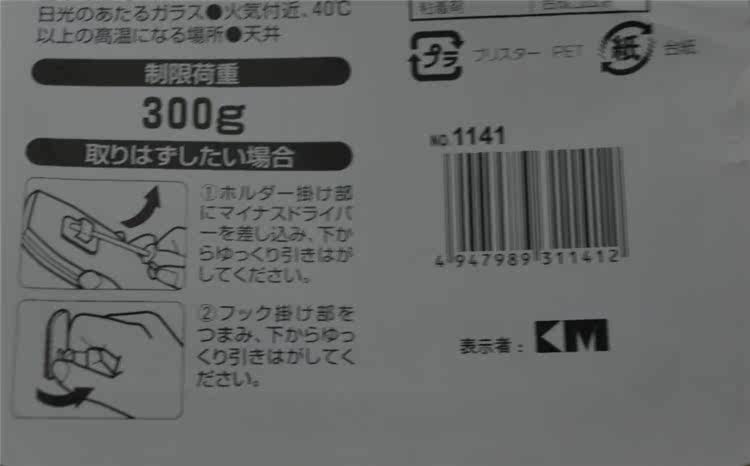 日光のあたるガラス●火気付近、40℃
以上の高温になる場所●天井
制限荷重
300g
取りはずしたい場合
①ホルダー掛け部
にマイナスドライバ
ーを差し込み、下か
らゆっくり引きはが
してください。
②フック掛け部を
つまみ、下からゆっ
くり引きはがしてく
ださい。
粘着剤
プラ
ブリスター PET
紙
台紙
NO.1141
4 947989 311412
表示者：KM